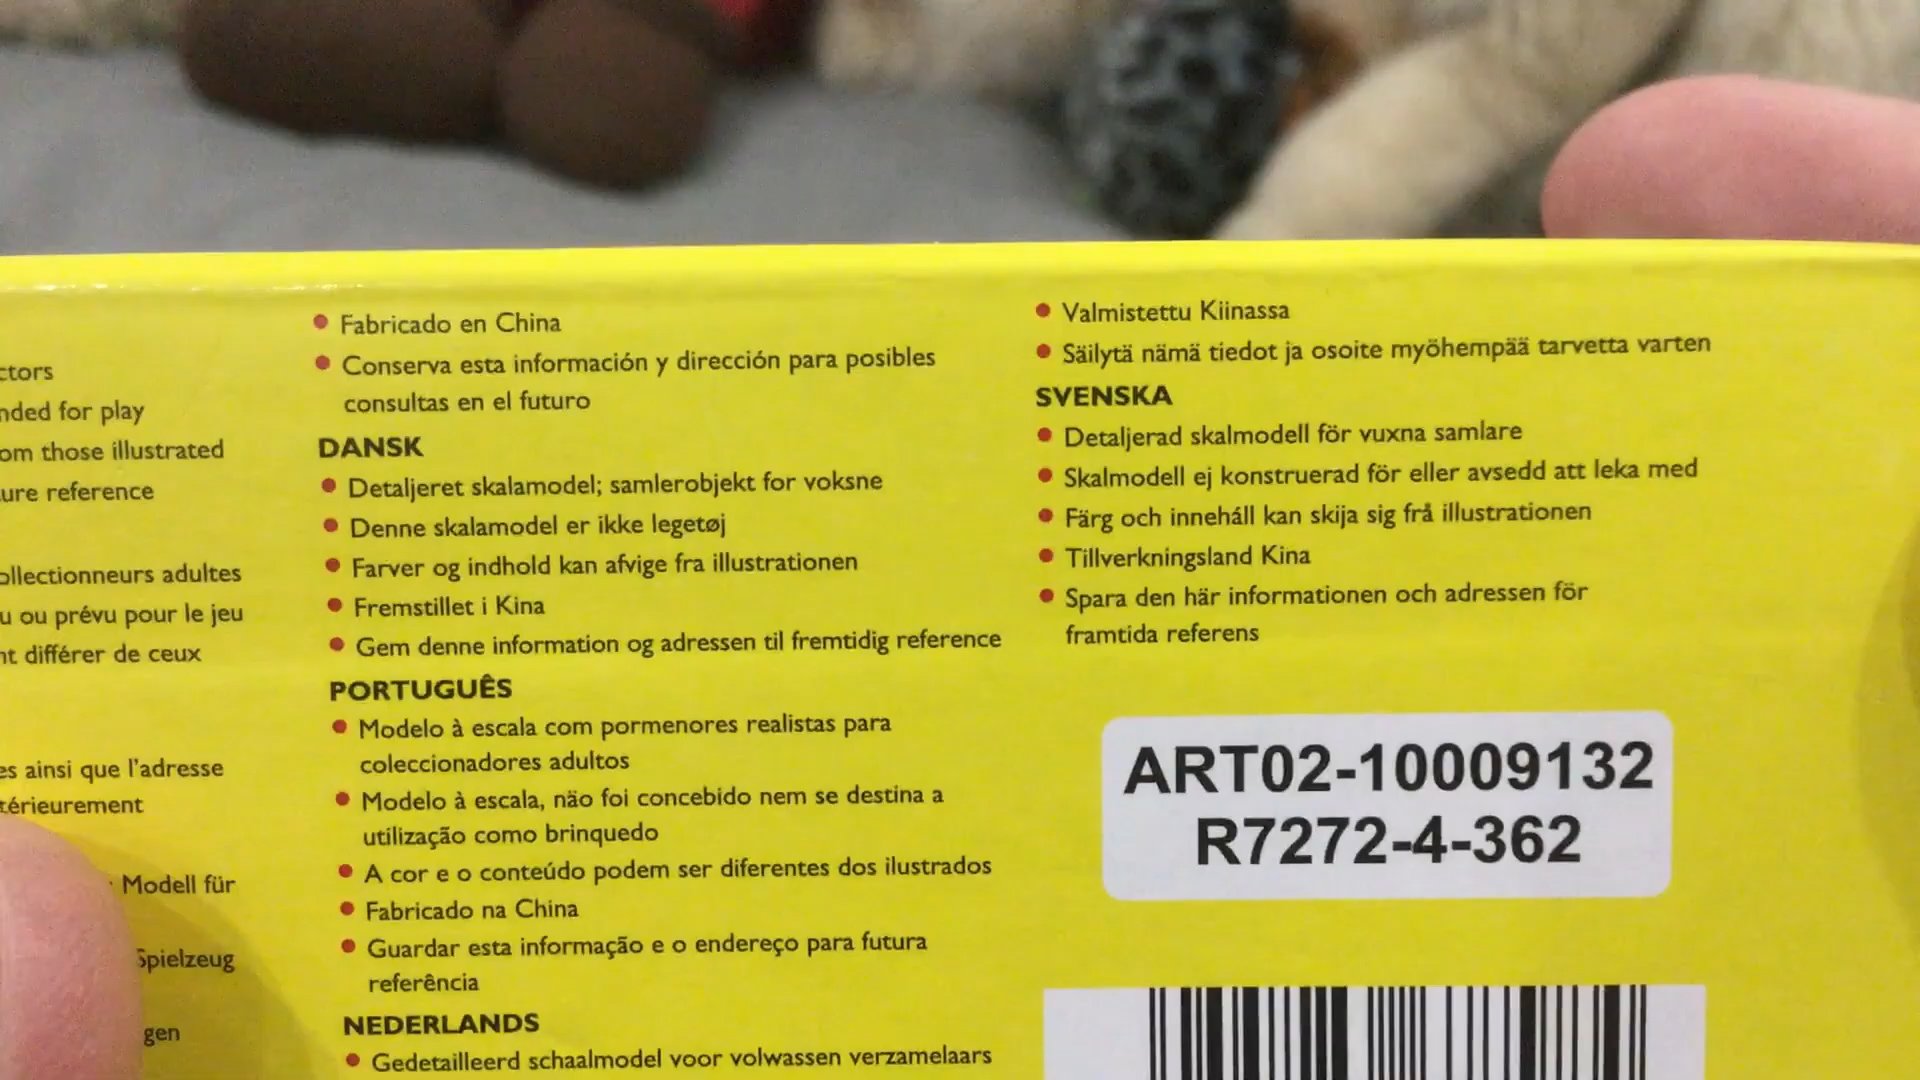 ctors
nded for play
om those illustrated
ure reference
ollectionneurs adultes
u ou prévu pour le jeu
nt différer de ceux
es ainsi que l'adresse
térieurement
Modell für
Spielzeug
gen
Fabricado en China
Conserva esta información y dirección para posibles
consultas en el futuro
DANSK
Detaljeret skalamodel; samlerobjekt for voksne
Denne skalamodel er ikke legetøj
Farver og indhold kan afvige fra illustrationen
Fremstillet i Kina
Gem denne information og adressen til fremtidig reference
PORTUGUÊS
Modelo à escala com pormenores realistas para
coleccionadores adultos
Modelo à escala, não foi concebido nem se destina a
utilização como brinquedo
A cor e o conteúdo podem ser diferentes dos ilustrados
Fabricado na China
Guardar esta informação e o endereço para futura
referência
NEDERLANDS
Gedetailleerd schaalmodel voor volwassen verzamelaars
Valmistettu Kiinassa
Säilytä nämä tiedot ja osoite myöhempää tarvetta varten
SVENSKA
Detaljerad skalmodell för vuxna samlare
Skalmodell ej konstruerad för eller avsedd att leka med
Färg och innehåll kan skija sig frå illustrationen
Tillverkningsland Kina
Spara den här informationen och adressen för
framtida referens
ART02-10009132
R7272-4-362